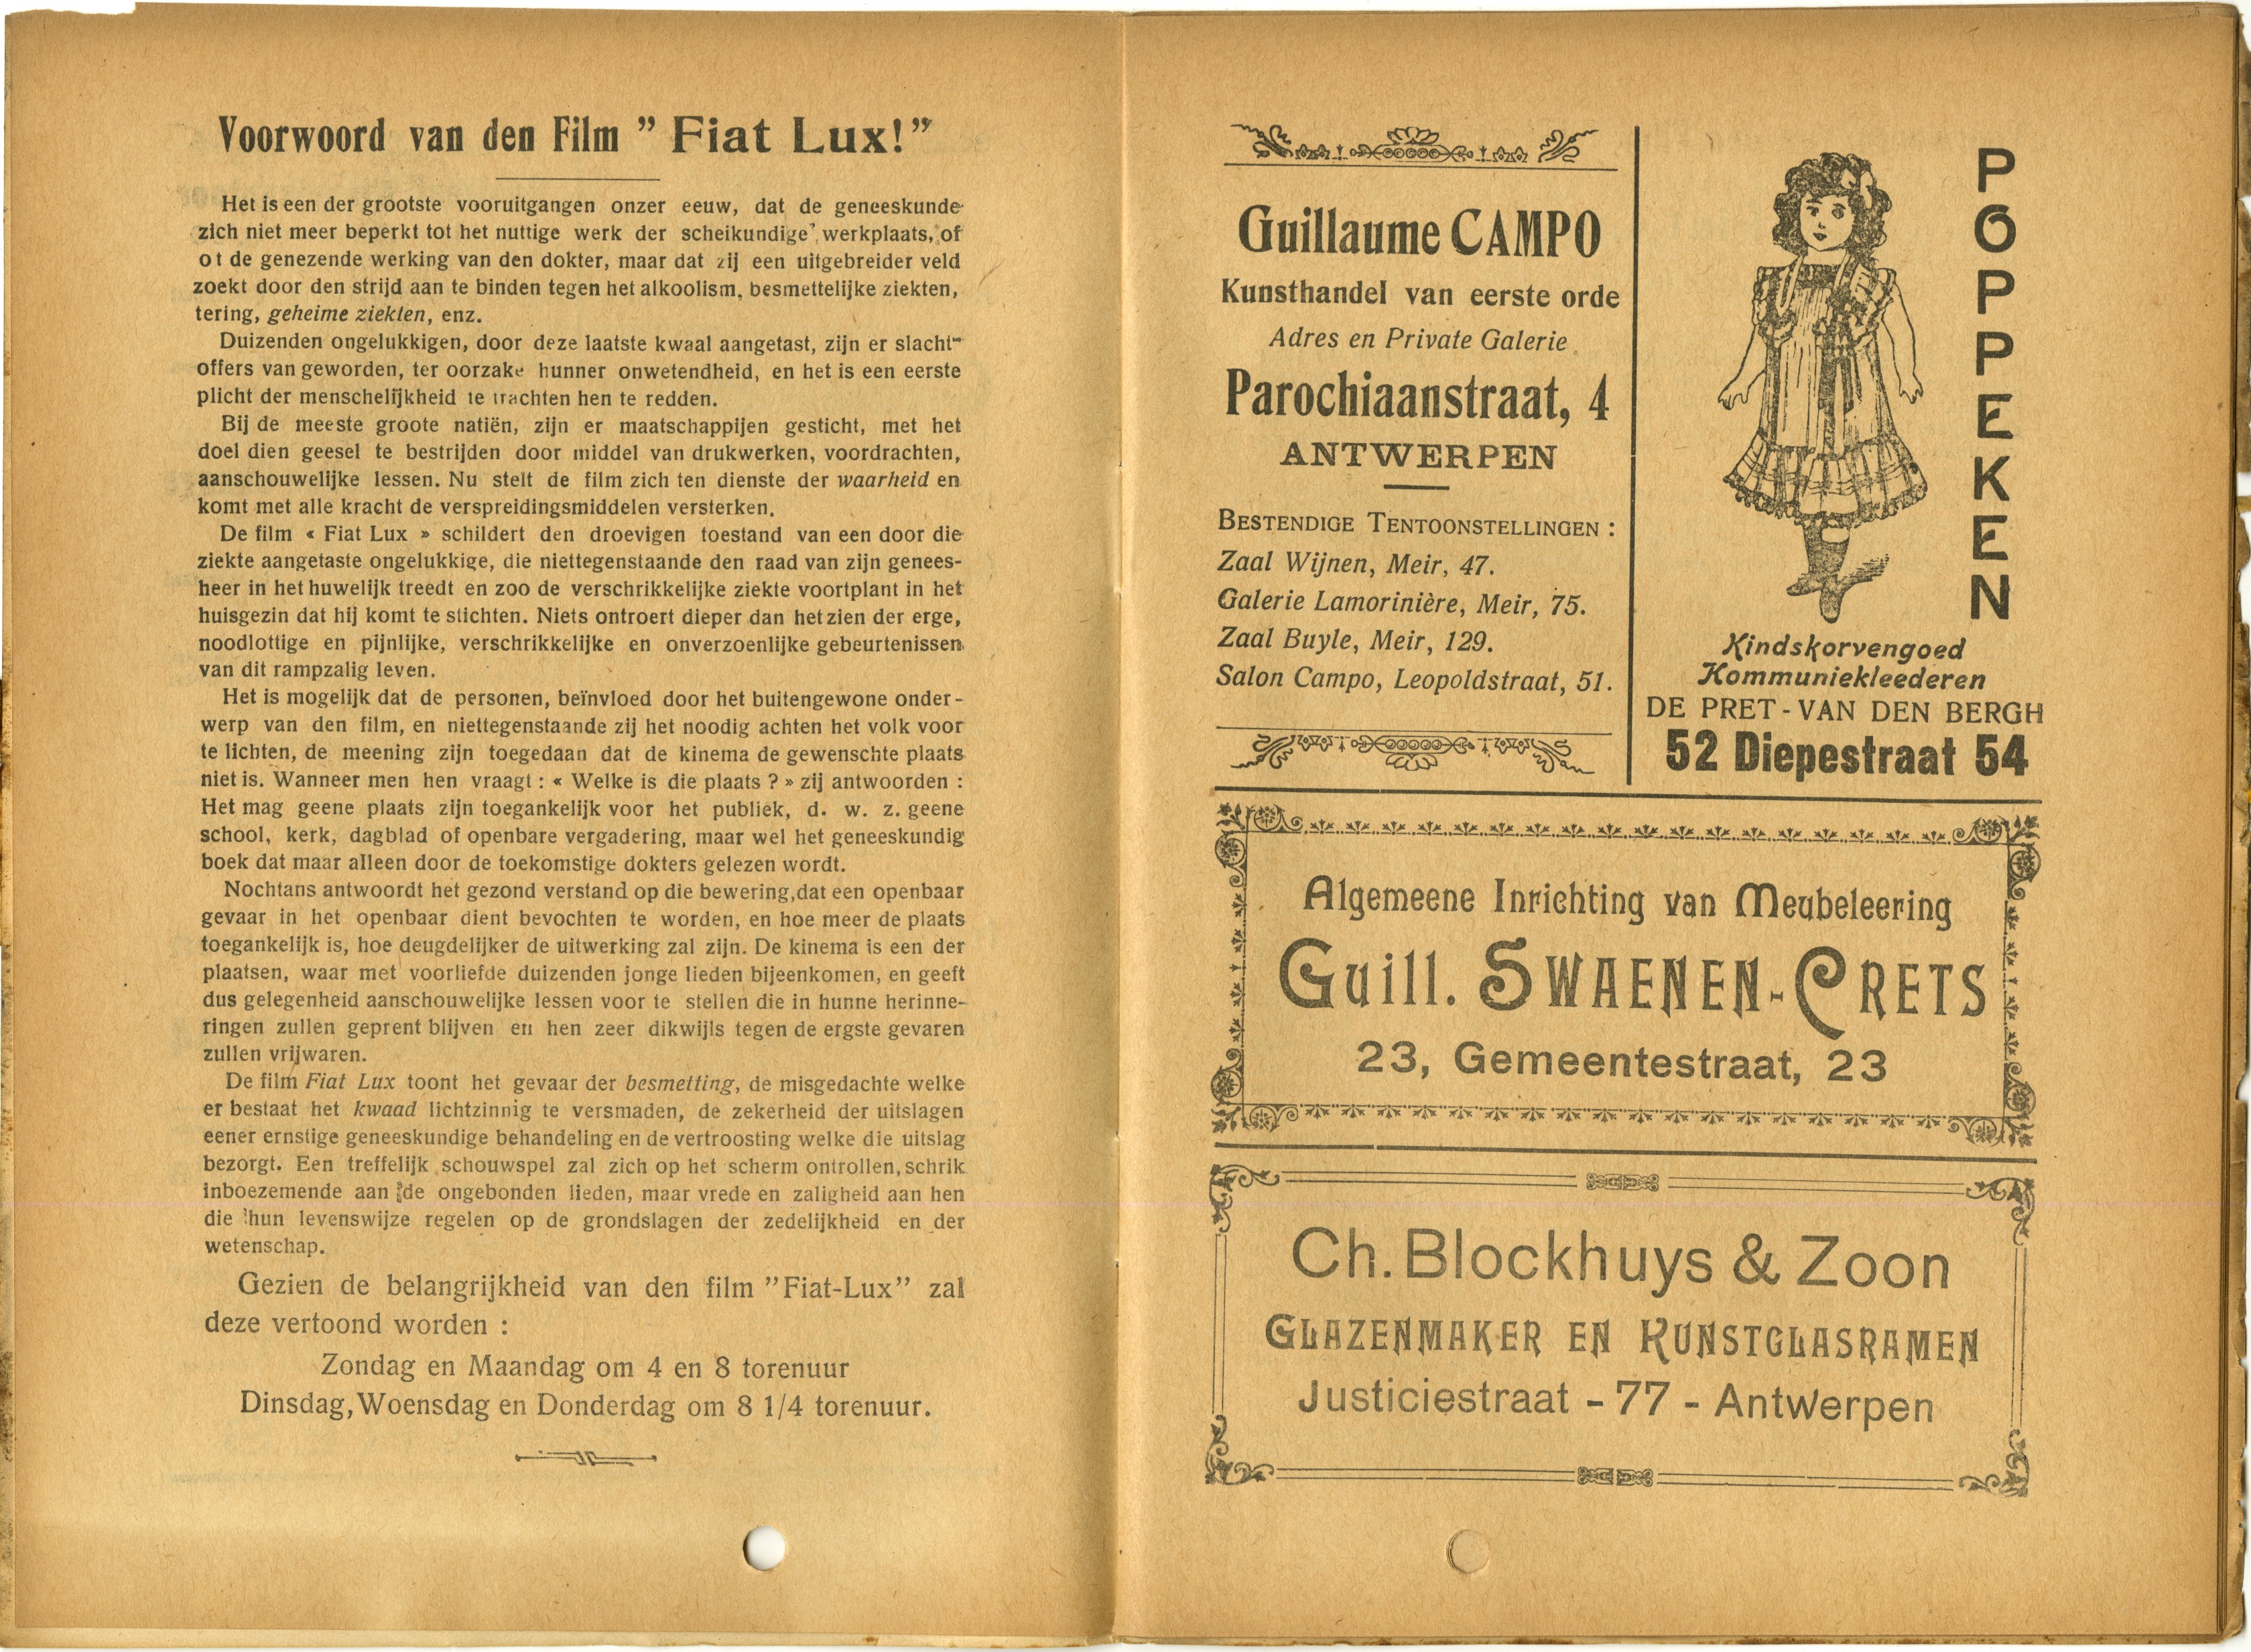 Voorwoord van den Film " Fiat Lux!"
Het is een der grootste vooruitgangen onzer eeuw, dat de geneeskunde
zich niet meer beperkt tot het nuttige werk der scheikundige werkplaats, of
ot de genezende werking van den dokter, maar dat zij een uitgebreider veld
zoekt door den strijd aan te binden tegen het alkoolism, besmettelijke ziekten,
tering, geheime ziekten, enz.
Duizenden ongelukkigen, door deze laatste kwaal aangetast, zijn er slacht-
offers van geworden, ter oorzake hunner onwetendheid, en het is een eerste
plicht der menschelijkheid te trachten hen te redden.
Bij de meeste groote natiën, zijn er maatschappijen gesticht, met het
doel dien geesel te bestrijden door middel van drukwerken, voordrachten,
aanschouwelijke lessen. Nu stelt de film zich ten dienste der waarheid en
komt met alle kracht de verspreidingsmiddelen versterken.
De film « Fiat Lux » schildert den droevigen toestand van een door die
ziekte aangetaste ongelukkige, die niettegenstaande den raad van zijn genees-
heer in het huwelijk treedt en zoo de verschrikkelijke ziekte voortplant in het
huisgezin dat hij komt te stichten. Niets ontroert dieper dan het zien der erge,
noodlottige en pijnlijke, verschrikkelijke en onverzoenlijke gebeurtenissen
van dit rampzalig leven.
Het is mogelijk dat de personen, beïnvloed door het buitengewone onder-
werp van den film, en niettegenstaande zij het noodig achten het volk voor
te lichten, de meening zijn toegedaan dat de kinema de gewenschte plaats
niet is. Wanneer men hen vraagt : « Welke is die plaats ? » zij antwoorden :
Het mag geene plaats zijn toegankelijk voor het publiek, d. w. z. geene
school, kerk, dagblad of openbare vergadering, maar wel het geneeskundig
boek dat maar alleen door de toekomstige dokters gelezen wordt.
Nochtans antwoordt het gezond verstand op die bewering, dat een openbaar
gevaar in het openbaar dient bevochten te worden, en hoe meer de plaats
toegankelijk is, hoe deugdelijker de uitwerking zal zijn. De kinema is een der
plaatsen, waar met voorliefde duizenden jonge lieden bijeenkomen, en geeft
dus gelegenheid aanschouwelijke lessen voor te stellen die in hunne herinne-
ringen zullen geprent blijven en hen zeer dikwijls tegen de ergste gevaren
zullen vrijwaren.
De film Fiat Lux toont het gevaar der besmetting, de misgedachte welke
er bestaat het kwaad lichtzinnig te versmaden, de zekerheid der uitslagen
eener ernstige geneeskundige behandeling en de vertroosting welke die uitslag
bezorgt. Een treffelijk schouwspel zal zich op het scherm ontrollen, schrik
inboezemende aan de ongebonden lieden, maar vrede en zaligheid aan hen
die hun levenswijze regelen op de grondslagen der zedelijkheid en der
wetenschap.
Gezien de belangrijkheid van den film "Fiat-Lux" zal
deze vertoond worden :
Zondag en Maandag om 4 en 8 torenuur
Dinsdag, Woensdag en Donderdag om 8 1/4 torenuur.
Guillaume CAMPO
Kunsthandel van eerste orde
Adres en Private Galerie
Parochiaanstraat, 4
ANTWERPEN
BESTENDIGE TENTOONSTELLINGEN :
Zaal Wijnen, Meir, 47.
Galerie Lamorinière, Meir, 75.
Zaal Buyle, Meir, 129.
Salon Campo, Leopoldstraat, 51.
POPPEKEN
Kindskorvengoed
Kommuniekleederen
DE PRET - VAN DEN BERGH
52 Diepestraat 54
Algemeene Inrichting van Meubeleering
Guill. SWAENEN-CRETS
23, Gemeentestraat, 23
Ch. Blockhuys & Zoon
GLAZENMAKER EN KUNSTGLASRAMEN
Justiciestraat - 77 - Antwerpen